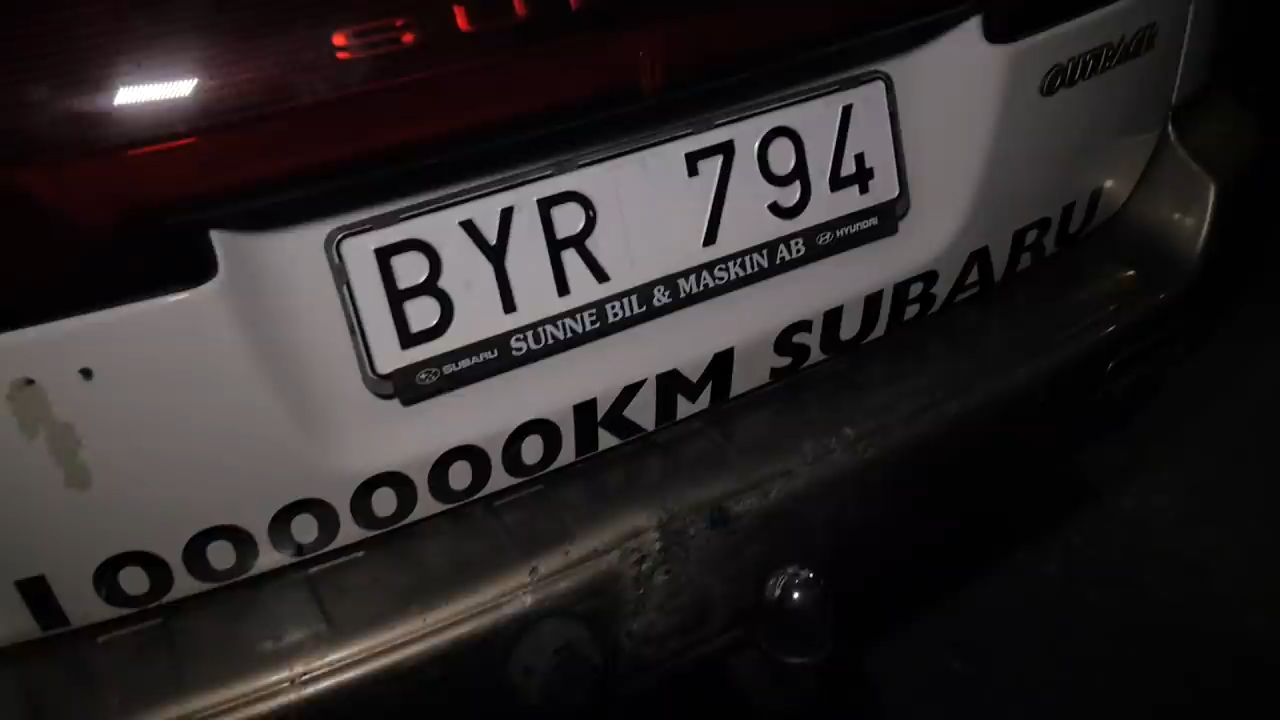 OUTBACK
BYR 794
SUBARU SUNNE BIL & MASKIN AB HYUNDAI
1000000KM SUBARU